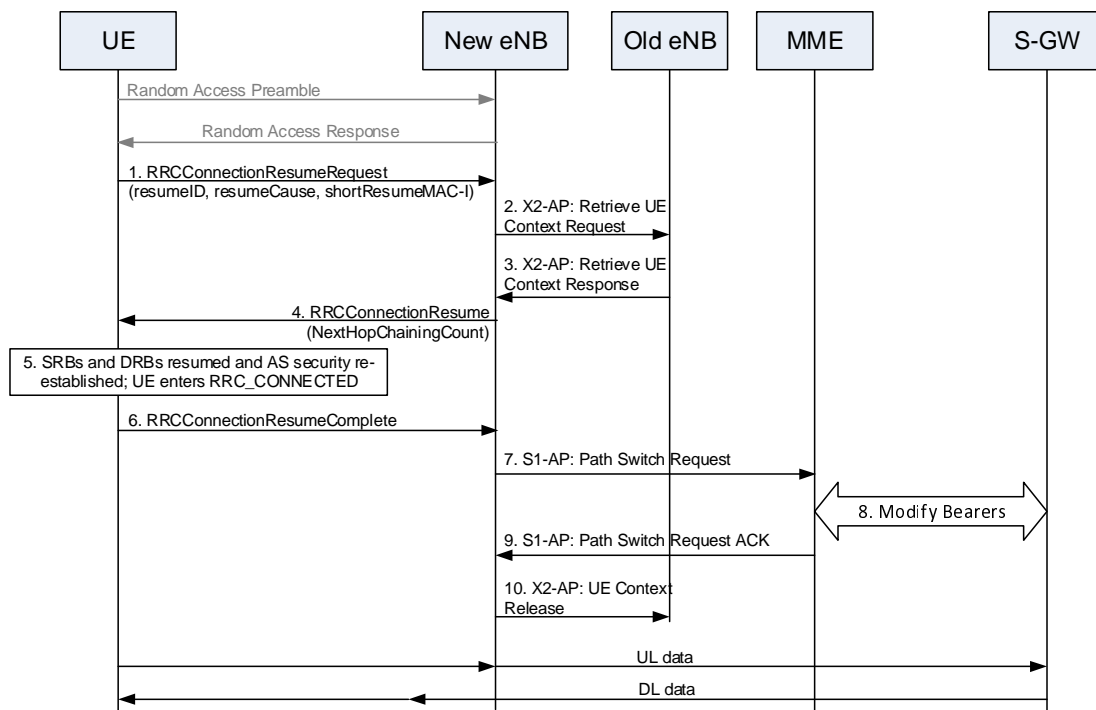 UE
New eNB
Old eNB
MME
S-GW
Random Access Preamble
Random Access Response
1. RRCConnectionResumeRequest
(resumeID, resumeCause, shortResumeMAC-I)
2. X2-AP: Retrieve UE
Context Request
3. X2-AP: Retrieve UE
Context Response
4. RRCConnectionResume
(NextHopChainingCount)
5. SRBs and DRBs resumed and AS security re-
established; UE enters RRC_CONNECTED
6. RRCConnectionResumeComplete
7. S1-AP: Path Switch Request
8. Modify Bearers
9. S1-AP: Path Switch Request ACK
10. X2-AP: UE Context
Release
UL data
DL data